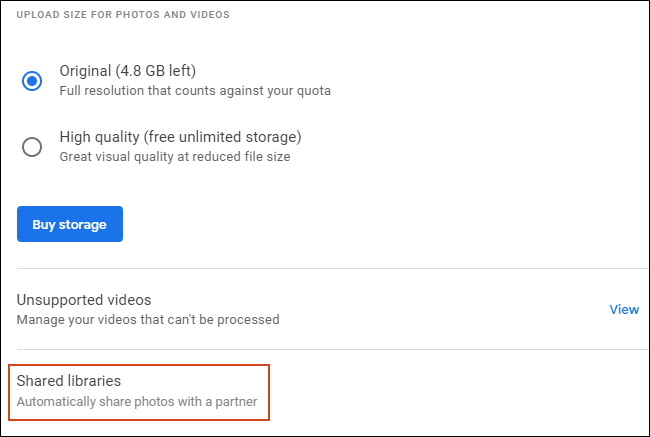 UPLOAD SIZE FOR PHOTOS AND VIDEOS
Original (4.8 GB left)
Full resolution that counts against your quota
High quality (free unlimited storage)
Great visual quality at reduced file size
Buy storage
Unsupported videos
Manage your videos that can't be processed
View
Shared libraries
Automatically share photos with a partner